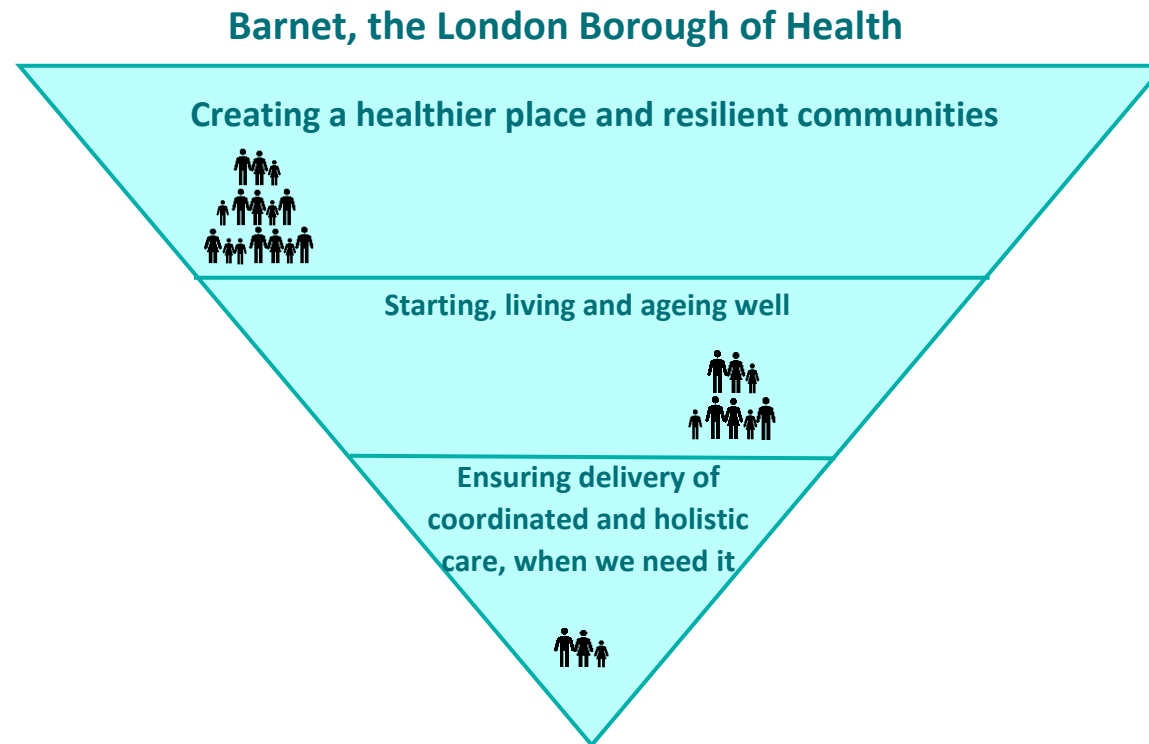 Barnet, the London Borough of Health
Creating a healthier place and resilient communities
Starting, living and ageing well
Ensuring delivery of
coordinated and holistic
care, when we need it